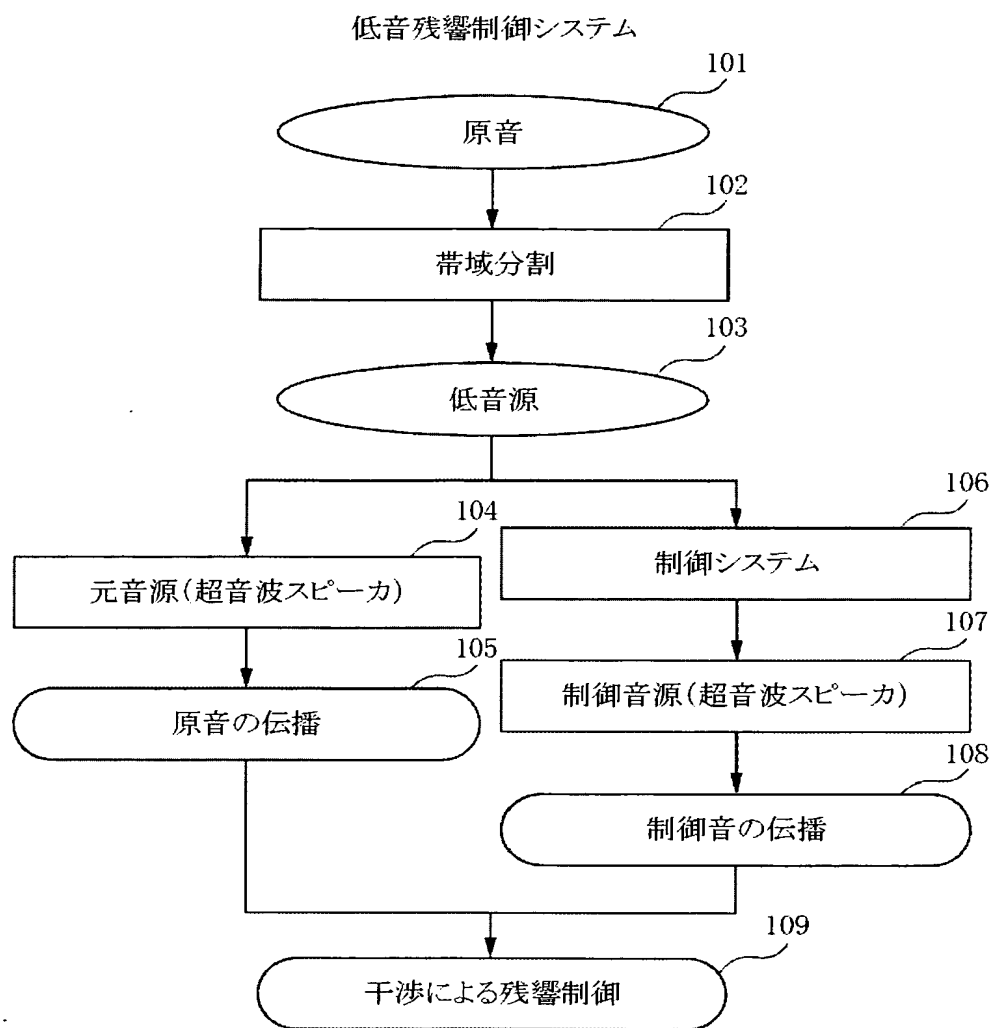 低音残響制御システム
101
原音
102
帯域分割
103
低音源
104
元音源(超音波スピーカ)
105
原音の伝播
106
制御システム
107
制御音源(超音波スピーカ)
108
制御音の伝播
109
干渉による残響制御